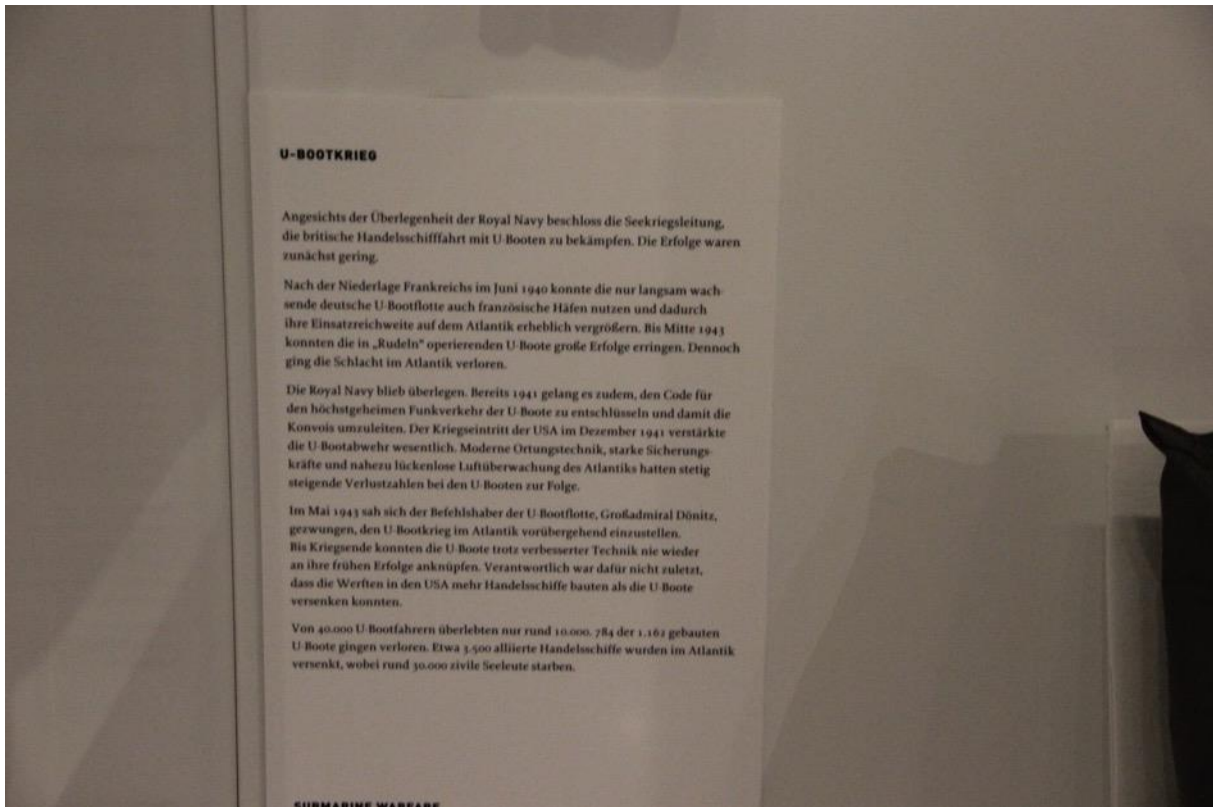 U-BOOTKRIEG
Angesichts der Überlegenheit der Royal Navy beschloss die Seekriegsleitung,
die britische Handelsschifffahrt mit U-Booten zu bekämpfen. Die Erfolge waren
zunächst gering.
Nach der Niederlage Frankreichs im Juni 1940 konnte die nur langsam wach-
sende deutsche U-Bootflotte auch französische Häfen nutzen und dadurch
ihre Einsatzreichweite auf dem Atlantik erheblich vergrößern. Bis Mitte 1943
konnten die in „Rudeln" operierenden U-Boote große Erfolge erringen. Dennoch
ging die Schlacht im Atlantik verloren.
Die Royal Navy blieb überlegen. Bereits 1941 gelang es zudem, den Code für
den höchstgeheimen Funkverkehr der U-Boote zu entschlüsseln und damit die
Konvois umzuleiten. Der Kriegseintritt der USA im Dezember 1941 verstärkte
die U-Bootabwehr wesentlich. Moderne Ortungstechnik, starke Sicherungs-
kräfte und nahezu lückenlose Luftüberwachung des Atlantiks hatten stetig
steigende Verlustzahlen bei den U-Booten zur Folge.
Im Mai 1943 sah sich der Befehlshaber der U-Bootflotte, Großadmiral Dönitz,
gezwungen, den U-Bootkrieg im Atlantik vorübergehend einzustellen.
Bis Kriegsende konnten die U-Boote trotz verbesserter Technik nie wieder
an ihre frühen Erfolge anknüpfen. Verantwortlich war dafür nicht zuletzt,
dass die Werften in den USA mehr Handelsschiffe bauten als die U-Boote
versenken konnten.
Von 40.000 U-Bootfahrern überlebten nur rund 10.000. 784 der 1.162 gebauten
U-Boote gingen verloren. Etwa 3.500 alliierte Handelsschiffe wurden im Atlantik
versenkt, wobei rund 30.000 zivile Seeleute starben.
SUBMARINE WARFARE